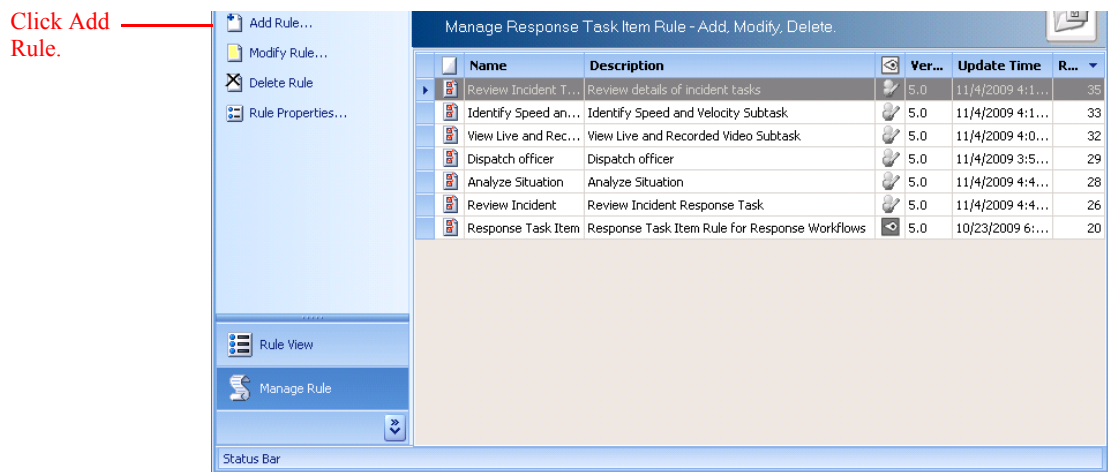 Click Add
Rule.
Add Rule...
Modify Rule...
Delete Rule
Rule Properties...
Manage Response Task Item Rule - Add, Modify, Delete.
Name Description Ver... Update Time R...
Review Incident T... Review details of incident tasks 5.0 11/4/2009 4:1... 35
Identify Speed an... Identify Speed and Velocity Subtask 5.0 11/4/2009 4:1... 33
View Live and Rec... View Live and Recorded Video Subtask 5.0 11/4/2009 4:0... 32
Dispatch officer Dispatch officer 5.0 11/4/2009 3:5... 29
Analyze Situation Analyze Situation 5.0 11/4/2009 4:4... 28
Review Incident Review Incident Response Task 5.0 11/4/2009 4:4... 26
Response Task Item Response Task Item Rule for Response Workflows 5.0 10/23/2009 6:... 20
Rule View
Manage Rule
Status Bar